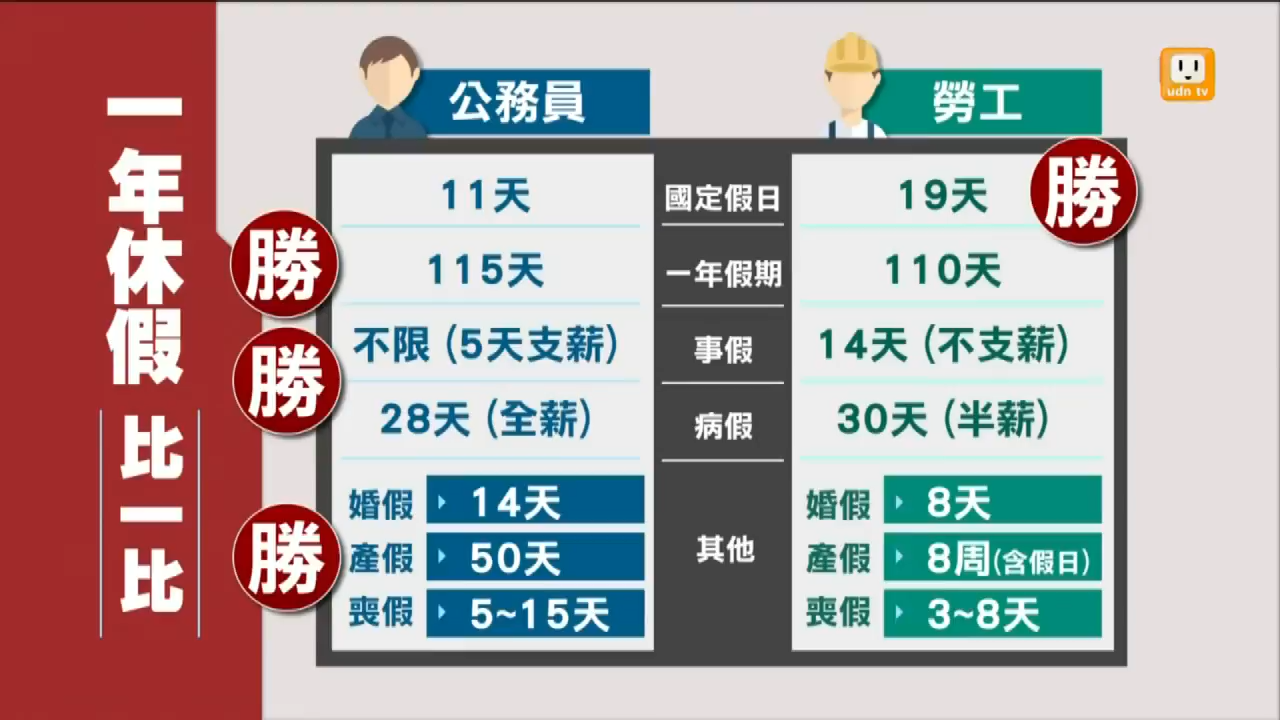 一年休假比一比
公務員
勞工
udn tv
11天
國定假日
19天
勝
勝
115天
一年假期
110天
勝
不限(5天支薪)
事假
14天(不支薪)
28天(全薪)
病假
30天(半薪)
勝
婚假 14天
產假 50天
喪假 5~15天
其他
婚假 8天
產假 8周(含假日)
喪假 3~8天